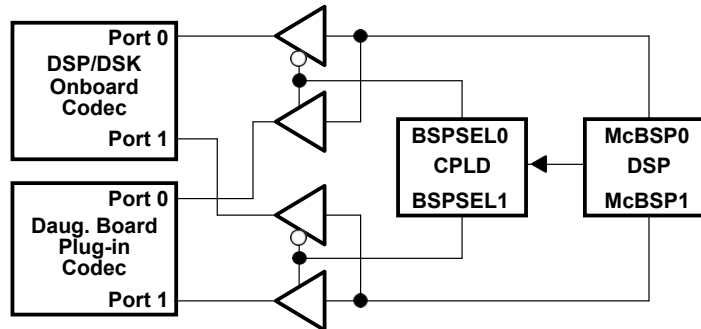 Port 0
DSP/DSK
Onboard
Codec
Port 1
Port 0
Daug. Board
Plug-in
Codec
Port 1
BSPSEL0
CPLD
BSPSEL1
McBSP0
DSP
McBSP1